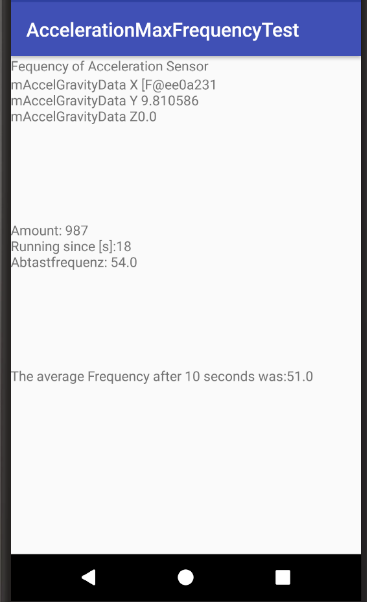 AccelerationMaxFrequencyTest
Fequency of Acceleration Sensor
mAccelGravityData X [F@ee0a231
mAccelGravityData Y 9.810586
mAccelGravityData Z0.0
Amount: 987
Running since [s]:18
Abtastfrequenz: 54.0
The average Frequency after 10 seconds was:51.0